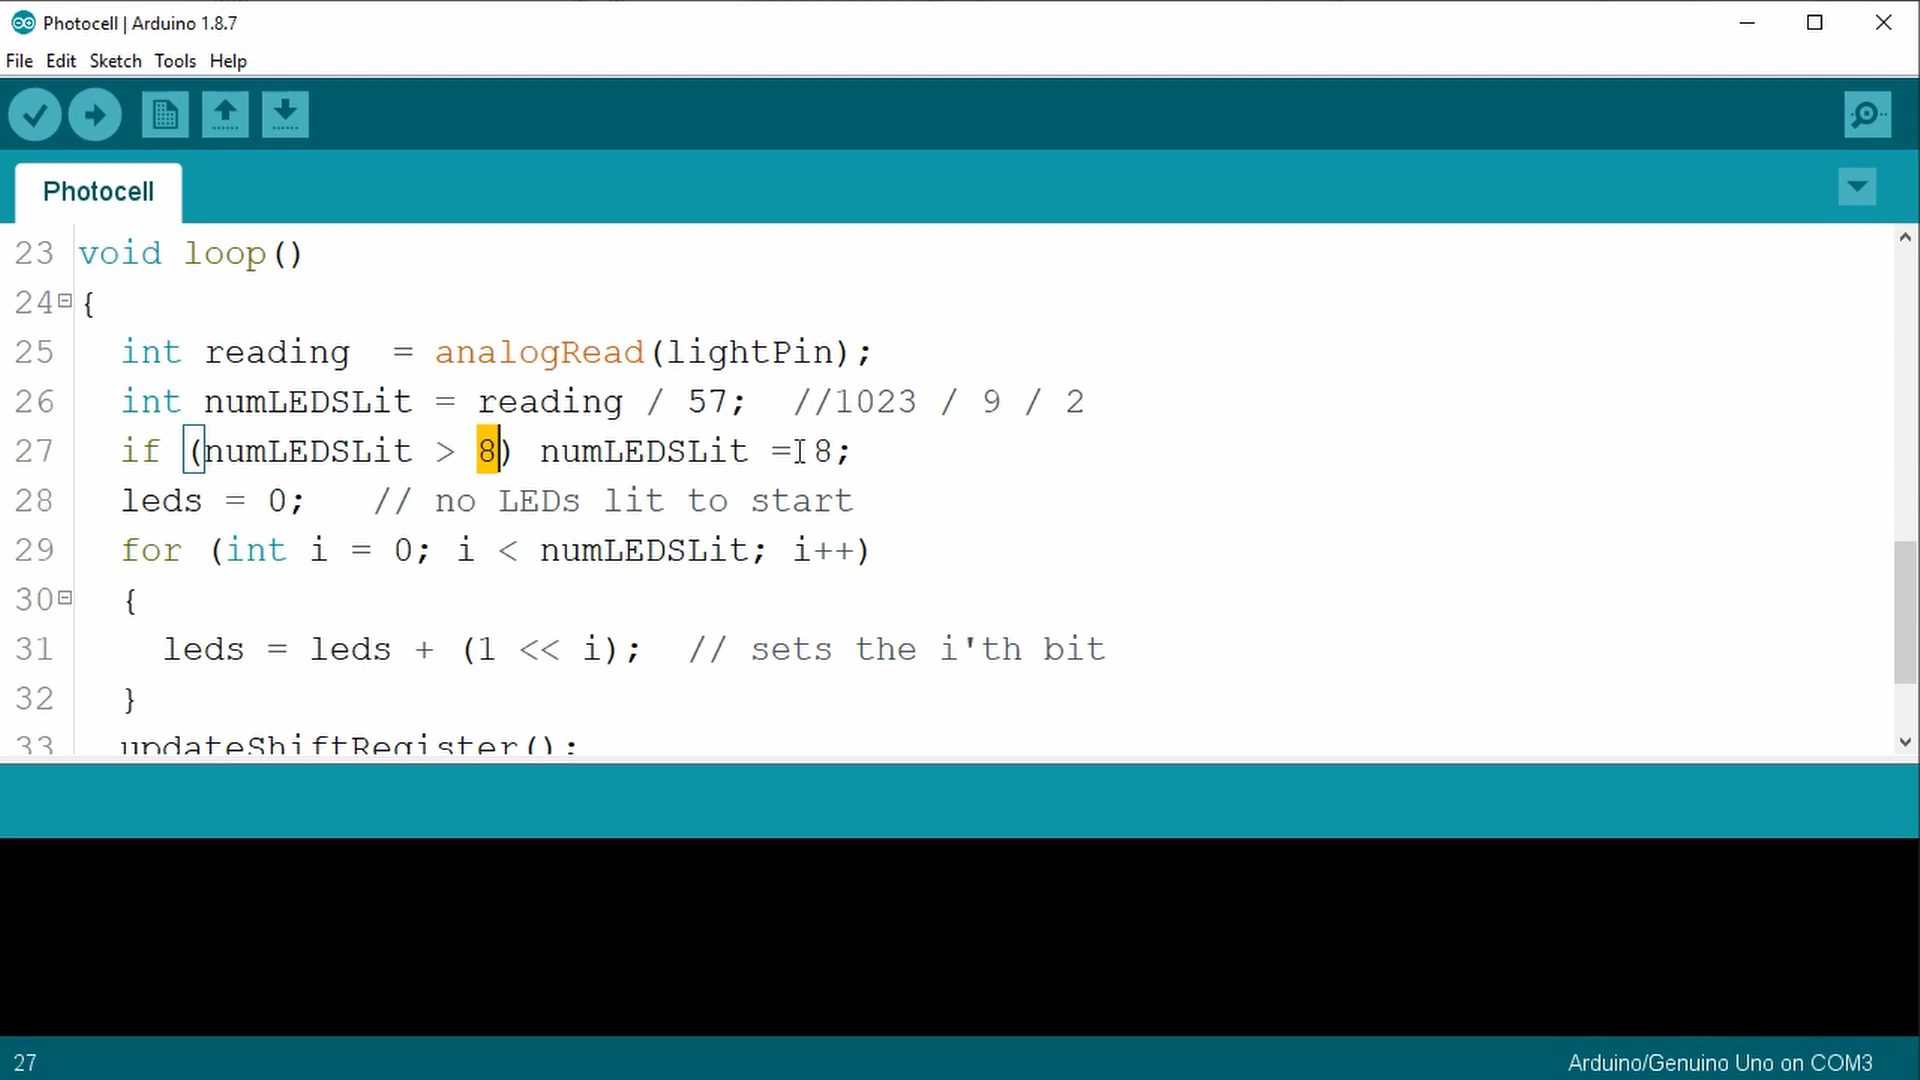 Photocell | Arduino 1.8.7
File Edit Sketch Tools Help
Photocell
23 void loop()
24 {
25   int reading  = analogRead(lightPin);
26   int numLEDSLit = reading / 57;  //1023 / 9 / 2
27   if (numLEDSLit > 8) numLEDSLit = 8;
28   leds = 0;   // no LEDs lit to start
29   for (int i = 0; i < numLEDSLit; i++)
30   {
31     leds = leds + (1 << i);  // sets the i'th bit
32   }
33   updateShiftRegister();
27
Arduino/Genuino Uno on COM3